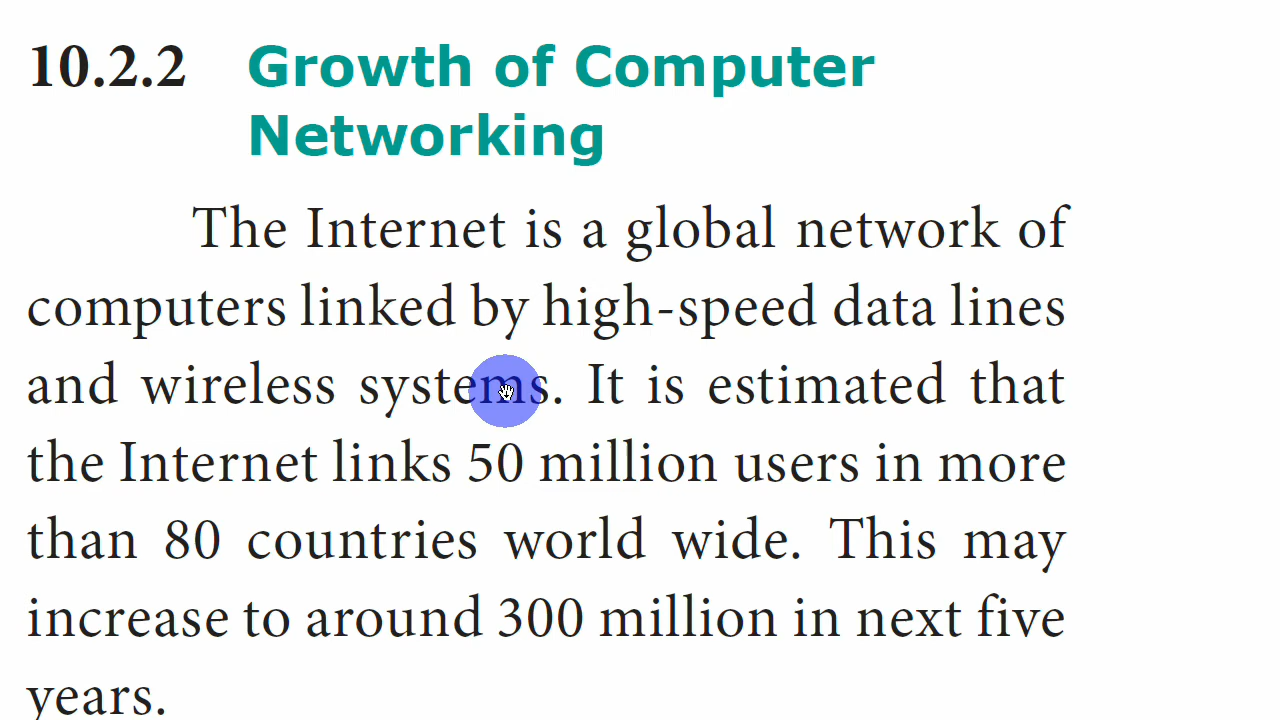 10.2.2 Growth of Computer
Networking
The Internet is a global network of
computers linked by high-speed data lines
and wireless systems. It is estimated that
the Internet links 50 million users in more
than 80 countries world wide. This may
increase to around 300 million in next five
years.